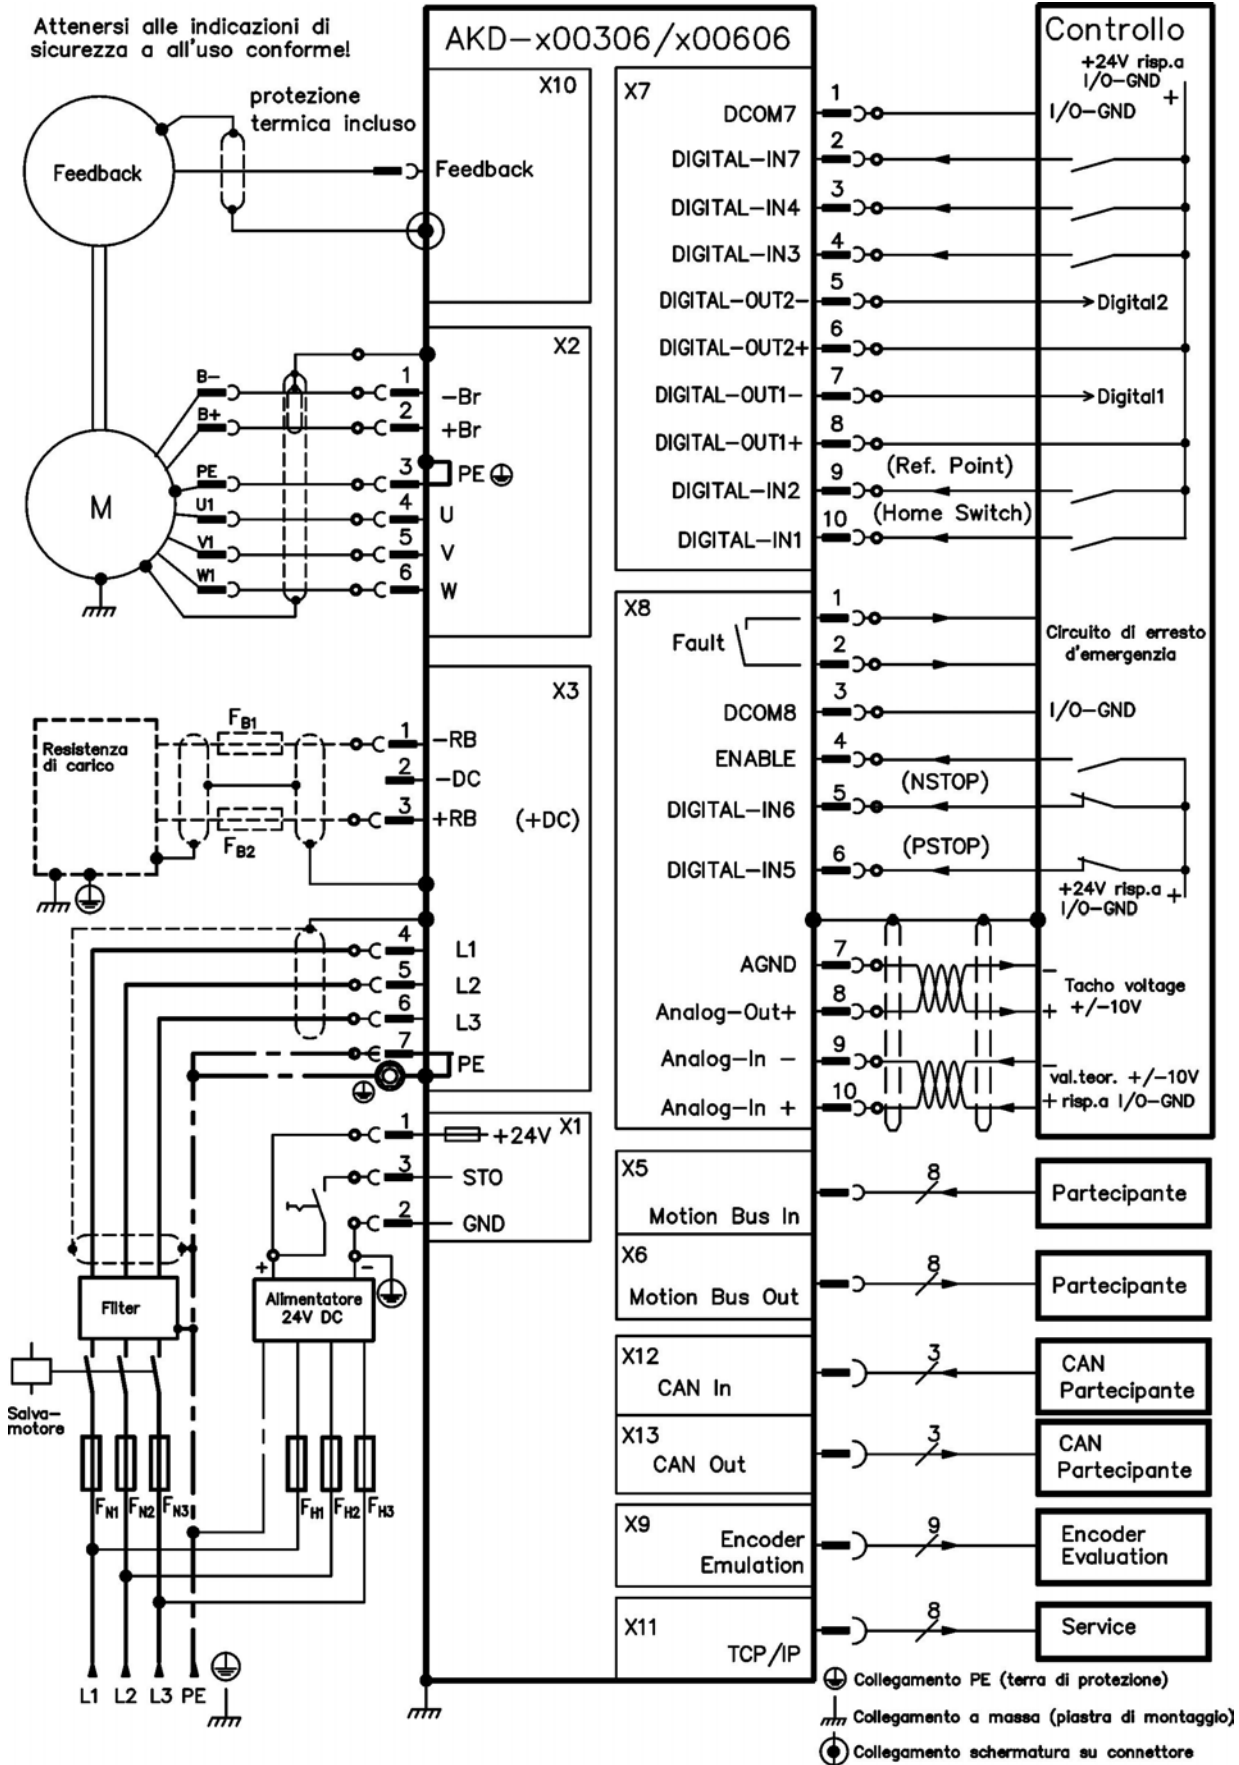 Attenersi alle indicazioni di
sicurezza a all'uso conforme!
AKD-x00306/x00606
Controllo
X10
protezione
termica incluso
Feedback
Feedback
X2
B-
1
-Br
B+
2
+Br
PE
3
PE
M
U1
4
U
V1
5
V
W1
6
W
X3
Resistenza
di carico
FB1
1
-RB
2
-DC
3
+RB
(+DC)
FB2
4
L1
5
L2
6
L3
7
PE
X1
1
+24V
3
STO
2
GND
+
-
Filter
Alimentatore
24V DC
Salva-
motore
FN1
FN2
FN3
FH1
FH2
FH3
L1
L2
L3
PE
X7
+24V risp.a
I/O-GND
+
1
DCOM7
I/O-GND
2
DIGITAL-IN7
3
DIGITAL-IN4
4
DIGITAL-IN3
5
DIGITAL-OUT2-
Digital2
6
DIGITAL-OUT2+
7
DIGITAL-OUT1-
Digital1
8
DIGITAL-OUT1+
9
(Ref. Point)
DIGITAL-IN2
10
(Home Switch)
DIGITAL-IN1
X8
1
Fault
2
Circuito di erresto
d'emergenzia
3
DCOM8
I/O-GND
4
ENABLE
5
(NSTOP)
DIGITAL-IN6
6
(PSTOP)
DIGITAL-IN5
+24V risp.a
I/O-GND
+
7
AGND
-
8
Analog-Out+
+
Tacho voltage
+/-10V
9
Analog-In -
-
10
Analog-In +
+
val.teor. +/-10V
risp.a I/O-GND
X5
Motion Bus In
8
Partecipante
X6
Motion Bus Out
8
Partecipante
X12
CAN In
3
CAN
Partecipante
X13
CAN Out
3
CAN
Partecipante
X9
Encoder
Emulation
9
Encoder
Evaluation
X11
TCP/IP
8
Service
Collegamento PE (terra di protezione)
Collegamento a massa (piastra di montaggio)
Collegamento schermatura su connettore